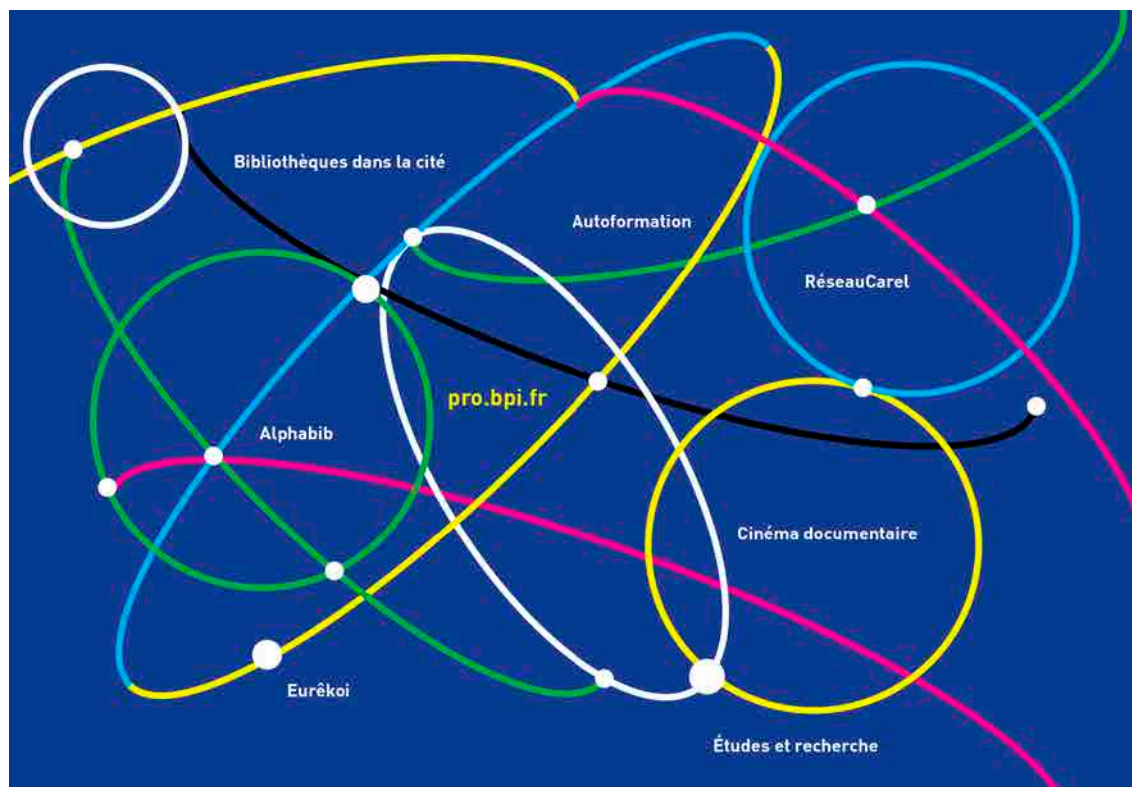 Bibliothèques dans la cité
Autoformation
RéseauCarel
pro.bpi.fr
Alphabib
Cinéma documentaire
Eurêkoi
Études et recherche